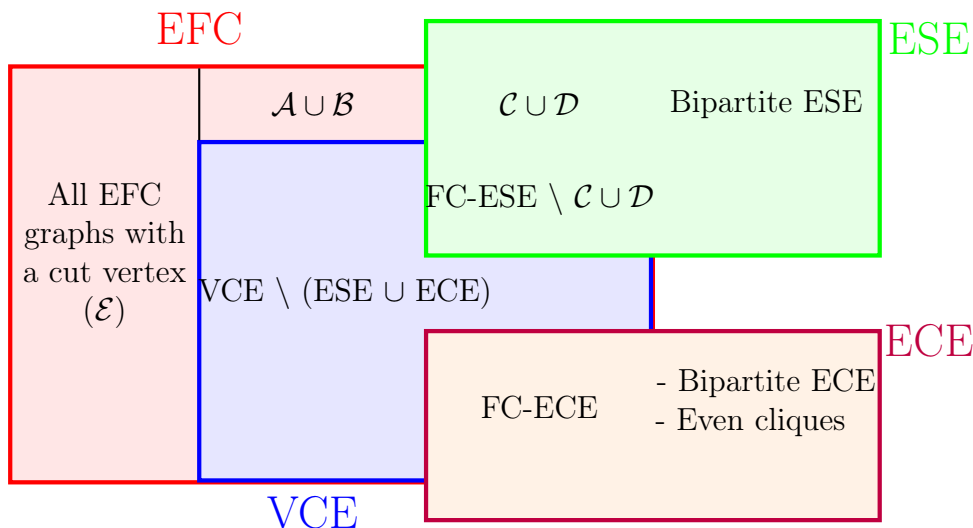 EFC
ESE
𝒜 ∪ ℬ
𝒞 ∪ 𝒟
Bipartite ESE
All EFC
graphs with
a cut vertex
(ℰ)
FC-ESE \ 𝒞 ∪ 𝒟
VCE \ (ESE ∪ ECE)
ECE
FC-ECE
- Bipartite ECE
- Even cliques
VCE